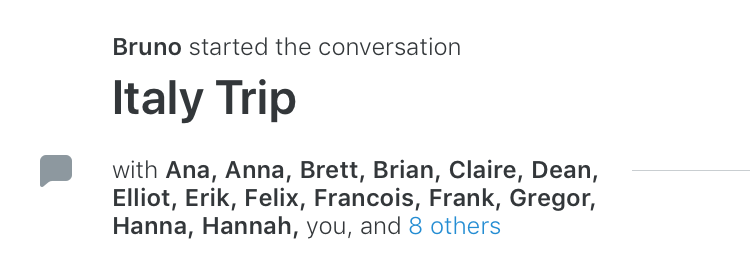 Bruno started the conversation
Italy Trip
with Ana, Anna, Brett, Brian, Claire, Dean,
Elliot, Erik, Felix, Francois, Frank, Gregor,
Hanna, Hannah, you, and 8 others